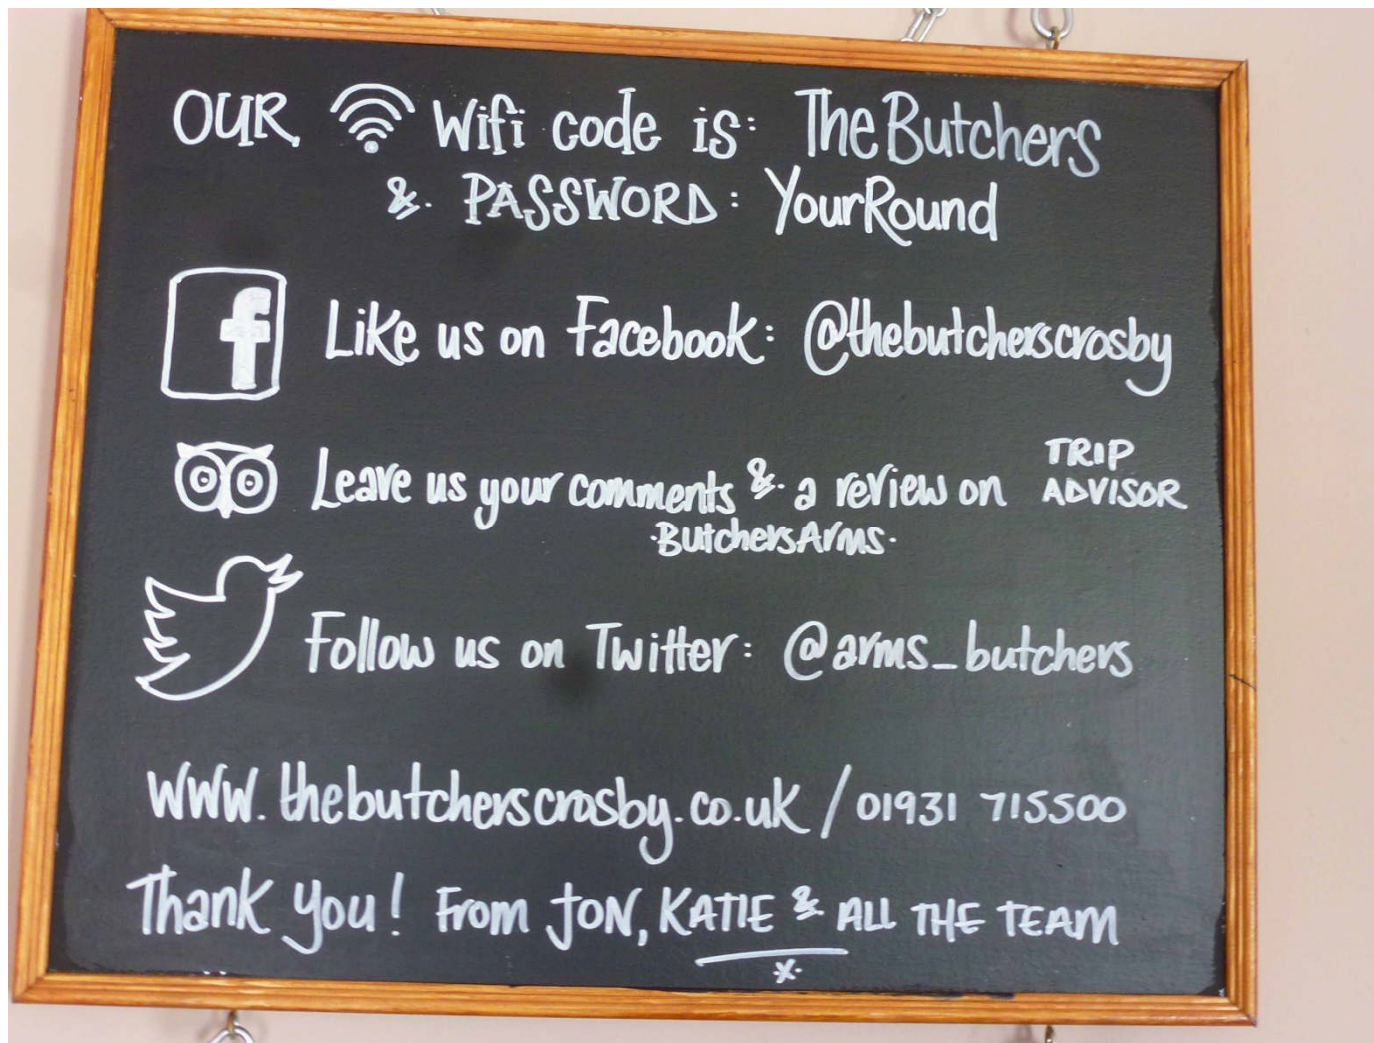 OUR Wifi code is: The Butchers
& PASSWORD: YourRound
f Like us on Facebook: @thebutcherscrosby
Leave us your comments & a review on TRIP ADVISOR
·ButchersArms·
Follow us on Twitter: @arms_butchers
www.thebutcherscrosby.co.uk / 01931 715500
Thank you! From JON, KATIE & ALL THE TEAM
x